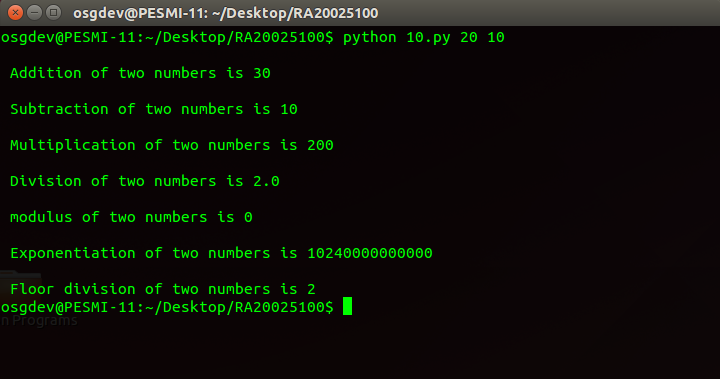 osgdev@PESMI-11: ~/Desktop/RA20025100
osgdev@PESMI-11:~/Desktop/RA20025100$ python 10.py 20 10
Addition of two numbers is 30
Subtraction of two numbers is 10
Multiplication of two numbers is 200
Division of two numbers is 2.0
modulus of two numbers is 0
Exponentiation of two numbers is 10240000000000
Floor division of two numbers is 2
osgdev@PESMI-11:~/Desktop/RA20025100$
n Programs